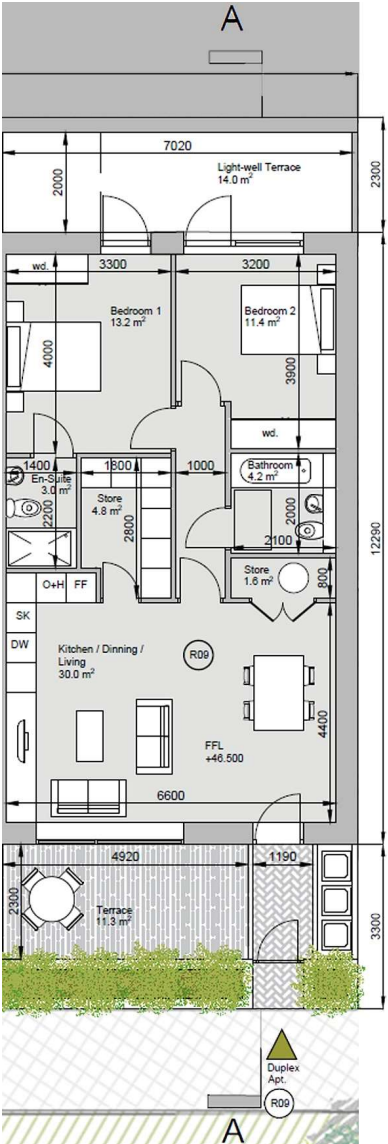 A
7020
2000
Light-well Terrace
14.0 m²
2300
wd.
3300
3200
Bedroom 1
13.2 m²
Bedroom 2
11.4 m²
4000
3900
wd.
1400
En-Suite
3.0 m²
2200
1800
Store
4.8 m²
2800
1000
Bathroom
4.2 m²
2000
2100
12290
O+H
FF
Store
1.6 m²
800
SK
DW
Kitchen / Dinning /
Living
30.0 m²
R09
4400
FFL
+46.500
6600
4920
1190
2300
Terrace
11.3 m²
3300
Duplex
Apt.
R09
A